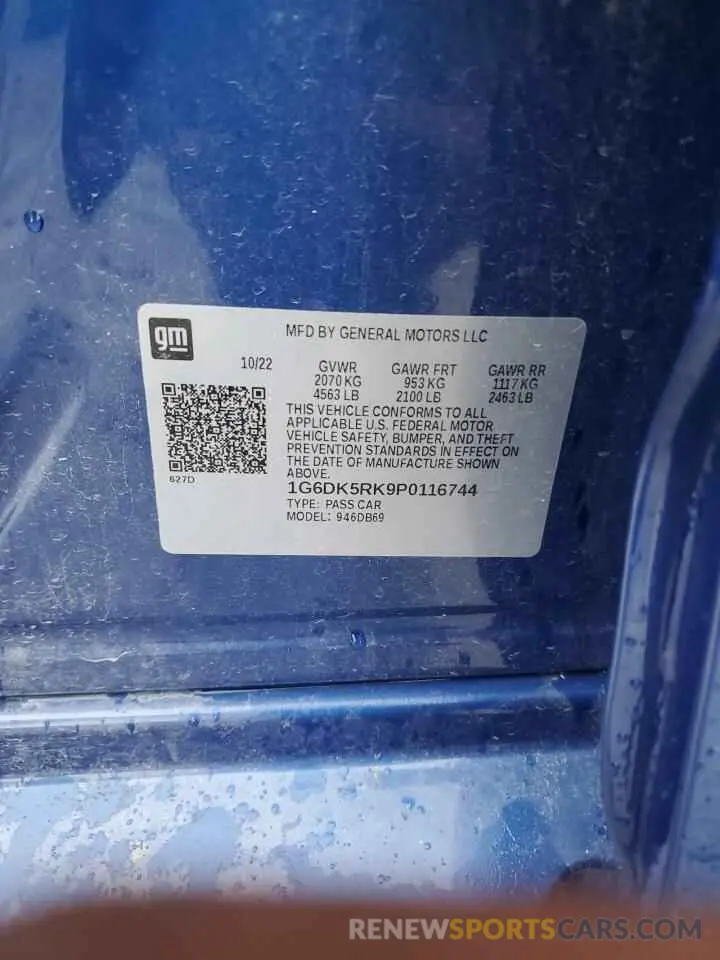 gm
MFD BY GENERAL MOTORS LLC
10/22
GVWR GAWR FRT GAWR RR
2070 KG 953 KG 1117 KG
4563 LB 2100 LB 2463 LB
THIS VEHICLE CONFORMS TO ALL
APPLICABLE U.S. FEDERAL MOTOR
VEHICLE SAFETY, BUMPER, AND THEFT
PREVENTION STANDARDS IN EFFECT ON
THE DATE OF MANUFACTURE SHOWN
ABOVE.
627D
1G6DK5RK9P0116744
TYPE: PASS CAR
MODEL: 946DB69
RENEWSPORTSCARS.COM